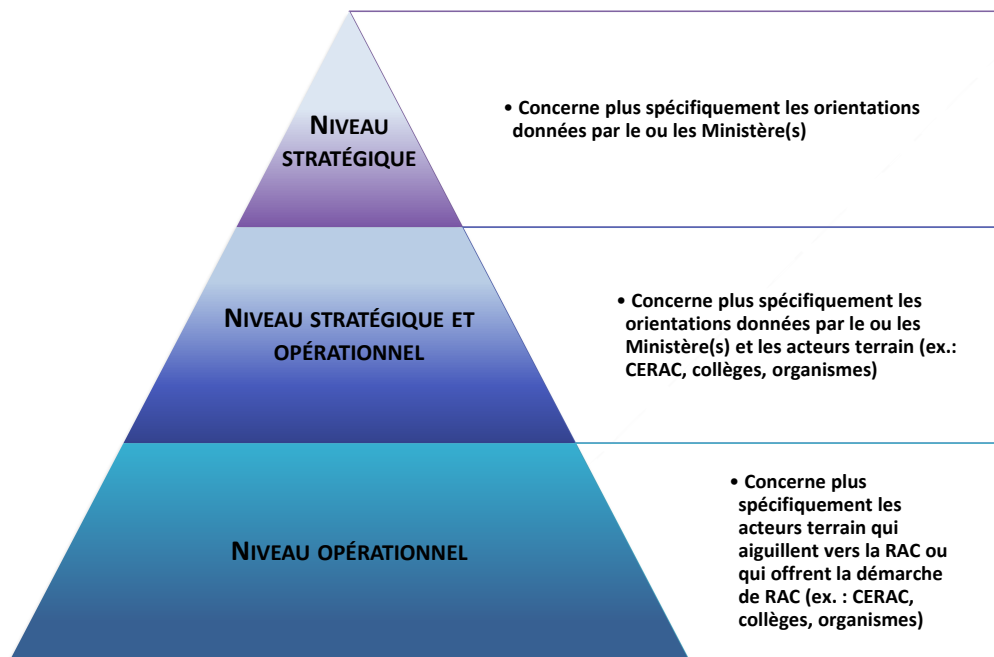 NIVEAU
STRATÉGIQUE
• Concerne plus spécifiquement les orientations
données par le ou les Ministère(s)
NIVEAU STRATÉGIQUE ET
OPÉRATIONNEL
• Concerne plus spécifiquement les
orientations données par le ou les
Ministère(s) et les acteurs terrain (ex.:
CERAC, collèges, organismes)
NIVEAU OPÉRATIONNEL
• Concerne plus
spécifiquement les
acteurs terrain qui
aiguillent vers la RAC ou
qui offrent la démarche
de RAC (ex. : CERAC,
collèges, organismes)